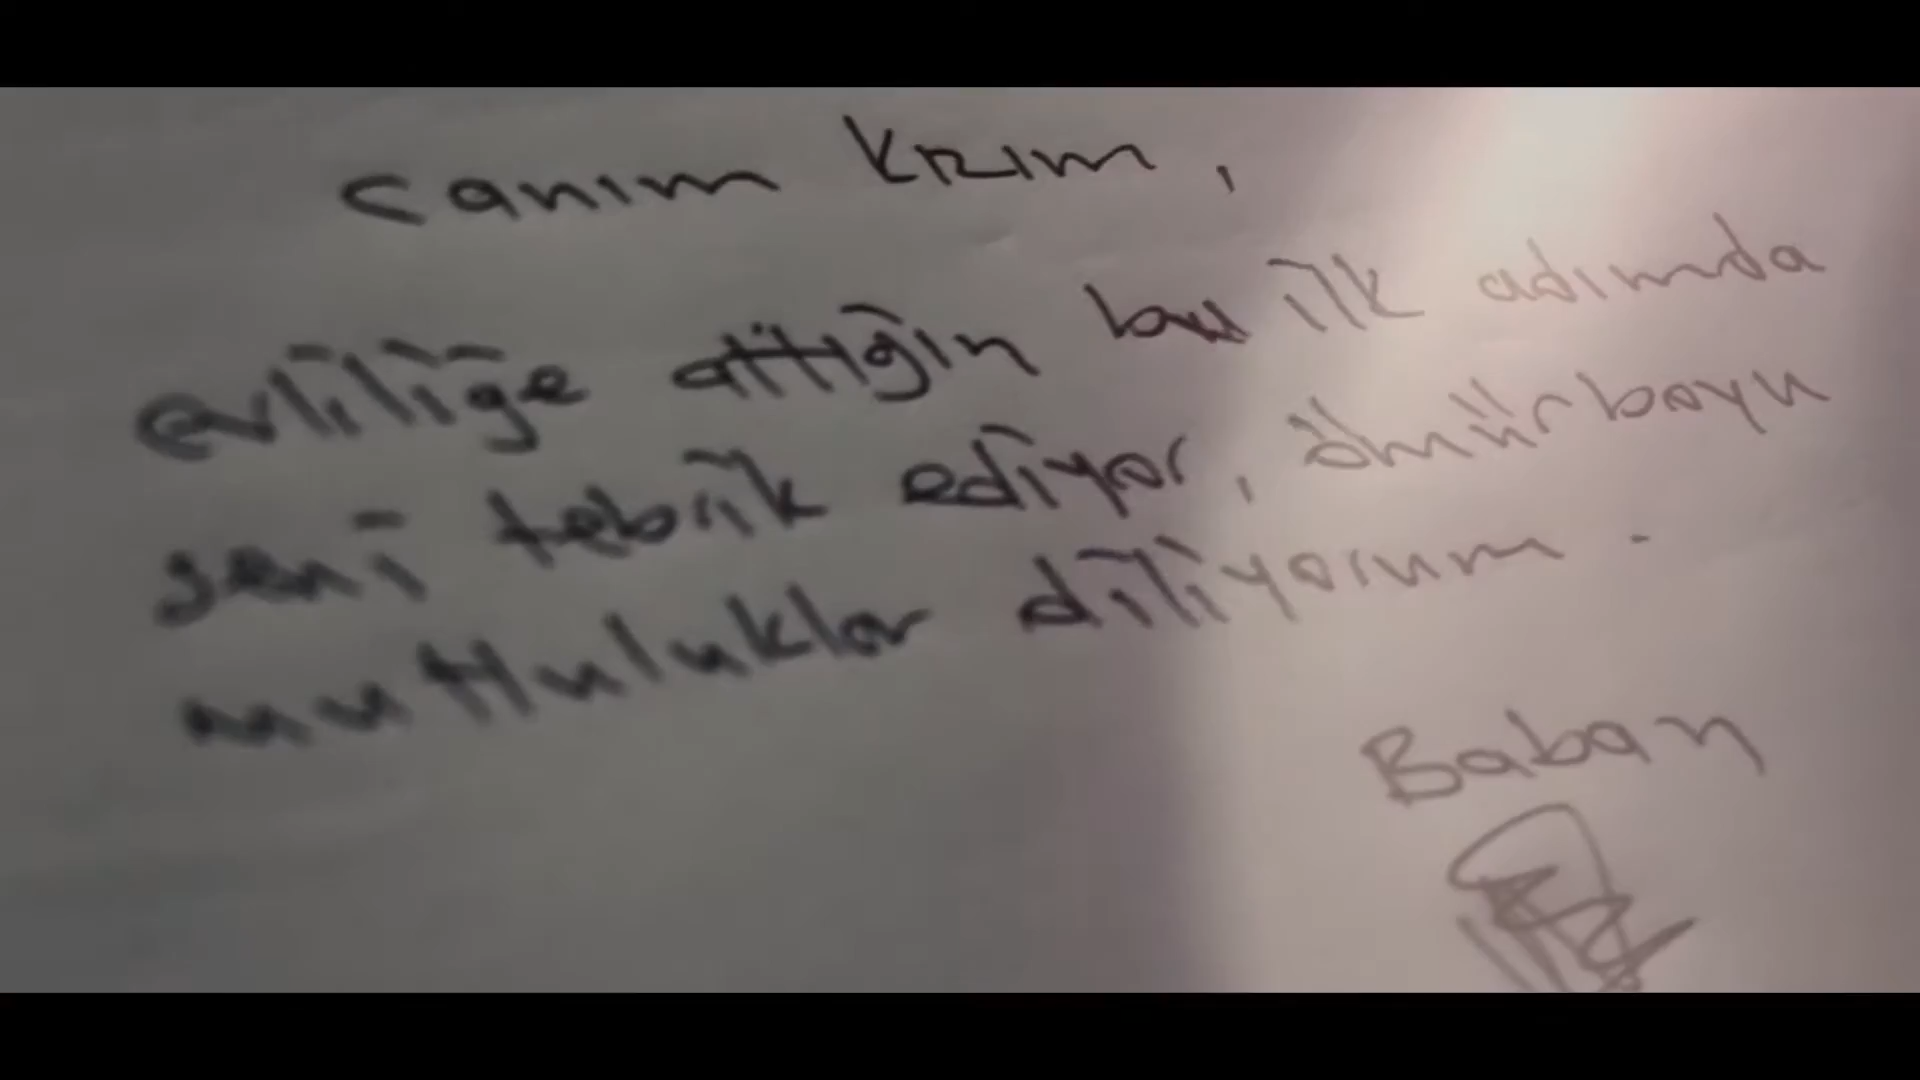 Canım kızım,
evliliğe attığın bu ilk adımda
seni tebrik ediyor, ömür boyu
mutluluklar diliyorum.
Baban